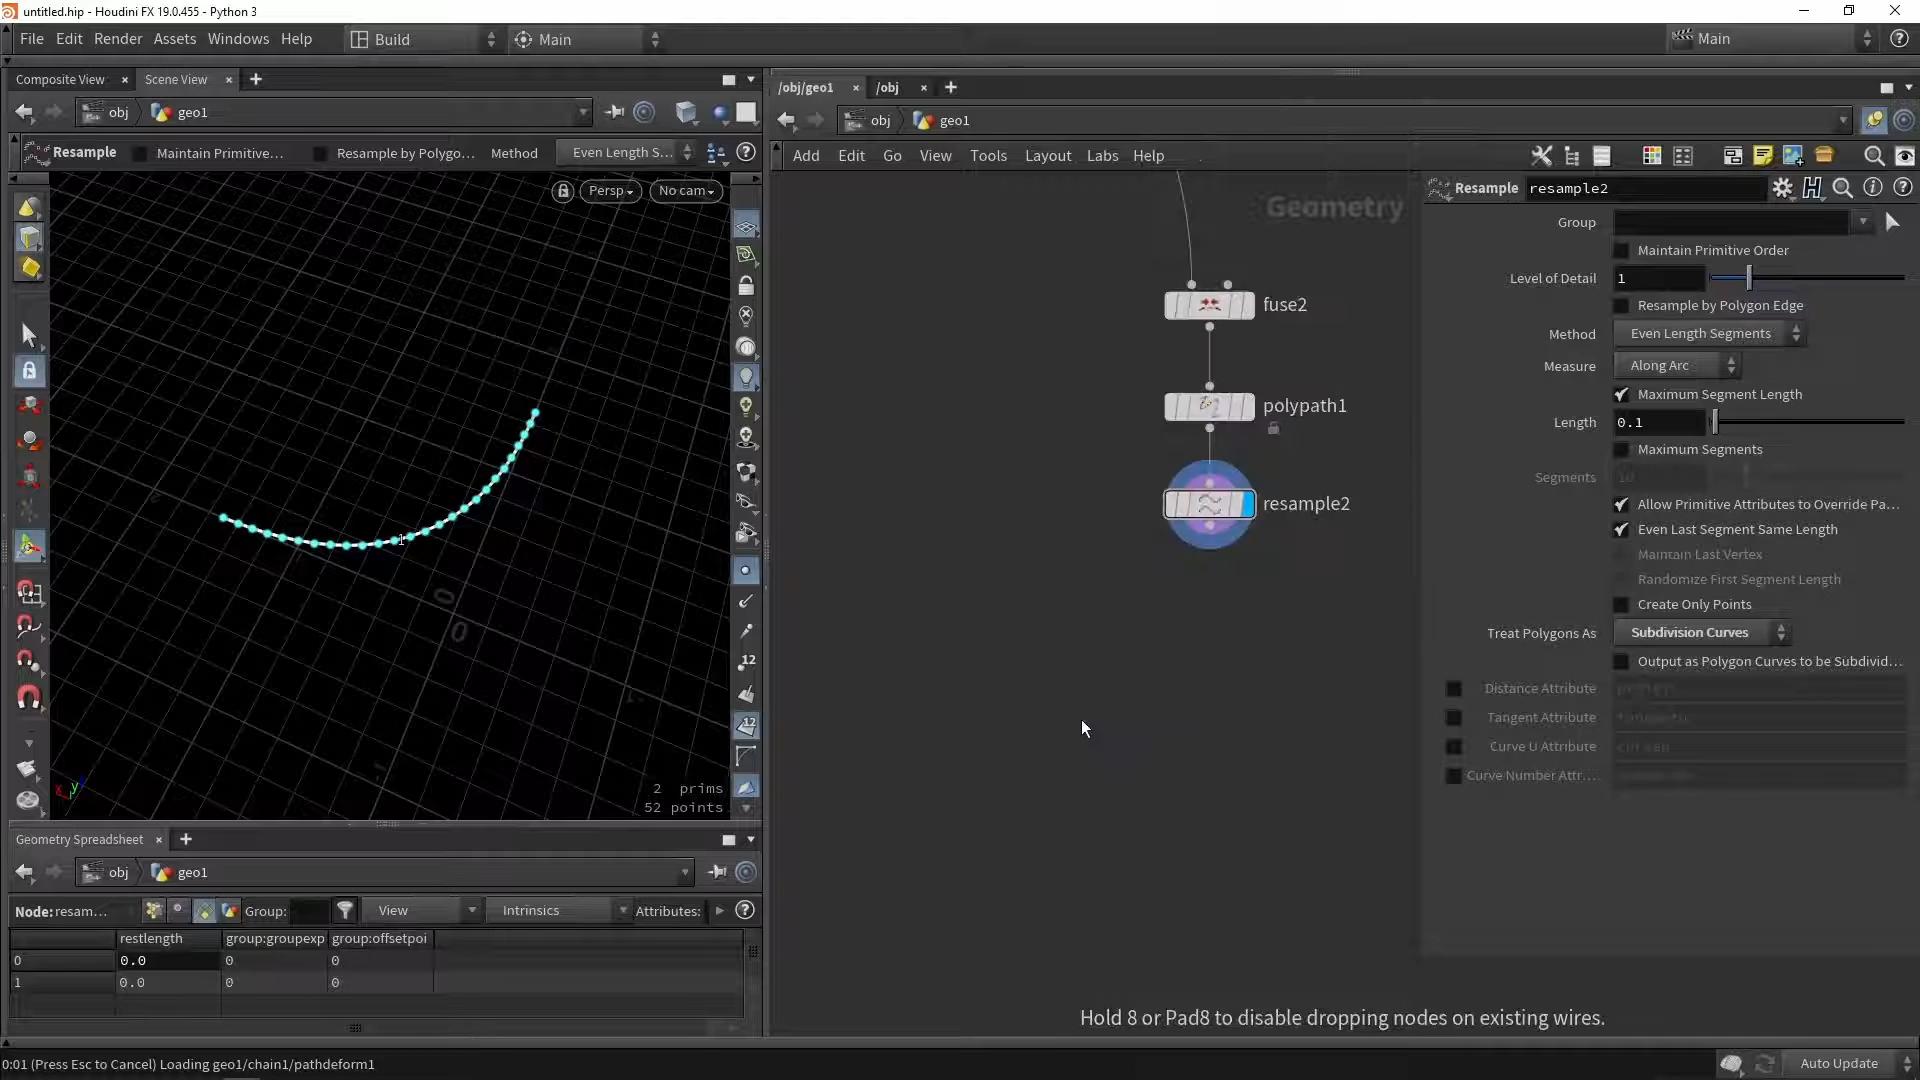 untitled.hip - Houdini FX 19.0.455 - Python 3
File Edit Render Assets Windows Help Build Main Main
Composite View Scene View
obj geo1
Resample Maintain Primitive... Resample by Polygo... Method Even Length S...
Persp No cam
0
0
1
12
12
x y
2 prims
52 points
Geometry Spreadsheet
obj geo1
Node: resam... Group: View Intrinsics Attributes:
restlength group:groupexp group:offsetpoi
0 0.0 0 0
1 0.0 0 0
/obj/geo1 /obj
obj geo1
Add Edit Go View Tools Layout Labs Help
Geometry
fuse2
polypath1
resample2
Hold 8 or Pad8 to disable dropping nodes on existing wires.
Resample resample2
Group
Maintain Primitive Order
Level of Detail 1
Resample by Polygon Edge
Method Even Length Segments
Measure Along Arc
Maximum Segment Length
Length 0.1
Maximum Segments
Segments 10
Allow Primitive Attributes to Override Pa...
Even Last Segment Same Length
Maintain Last Vertex
Randomize First Segment Length
Create Only Points
Treat Polygons As Subdivision Curves
Output as Polygon Curves to be Subdivid...
Distance Attribute
Tangent Attribute
Curve U Attribute
Curve Number Attr....
0:01 (Press Esc to Cancel) Loading geo1/chain1/pathdeform1
Auto Update